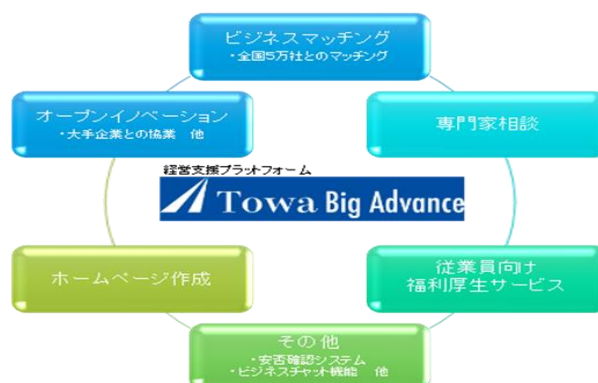 ビジネスマッチング
・全国5万社とのマッチング
オープンイノベーション
・大手企業との協業 他
専門家相談
経営支援プラットフォーム
Towa Big Advance
ホームページ作成
従業員向け
福利厚生サービス
その他
・安否確認システム
・ビジネスチャット機能 他